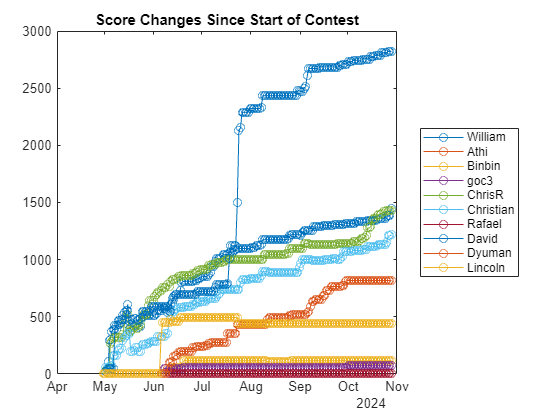 Score Changes Since Start of Contest
3000
2500
2000
1500
1000
500
0
Apr May Jun Jul Aug Sep Oct Nov
2024
William
Athi
Binbin
goc3
ChrisR
Christian
Rafael
David
Dyuman
Lincoln